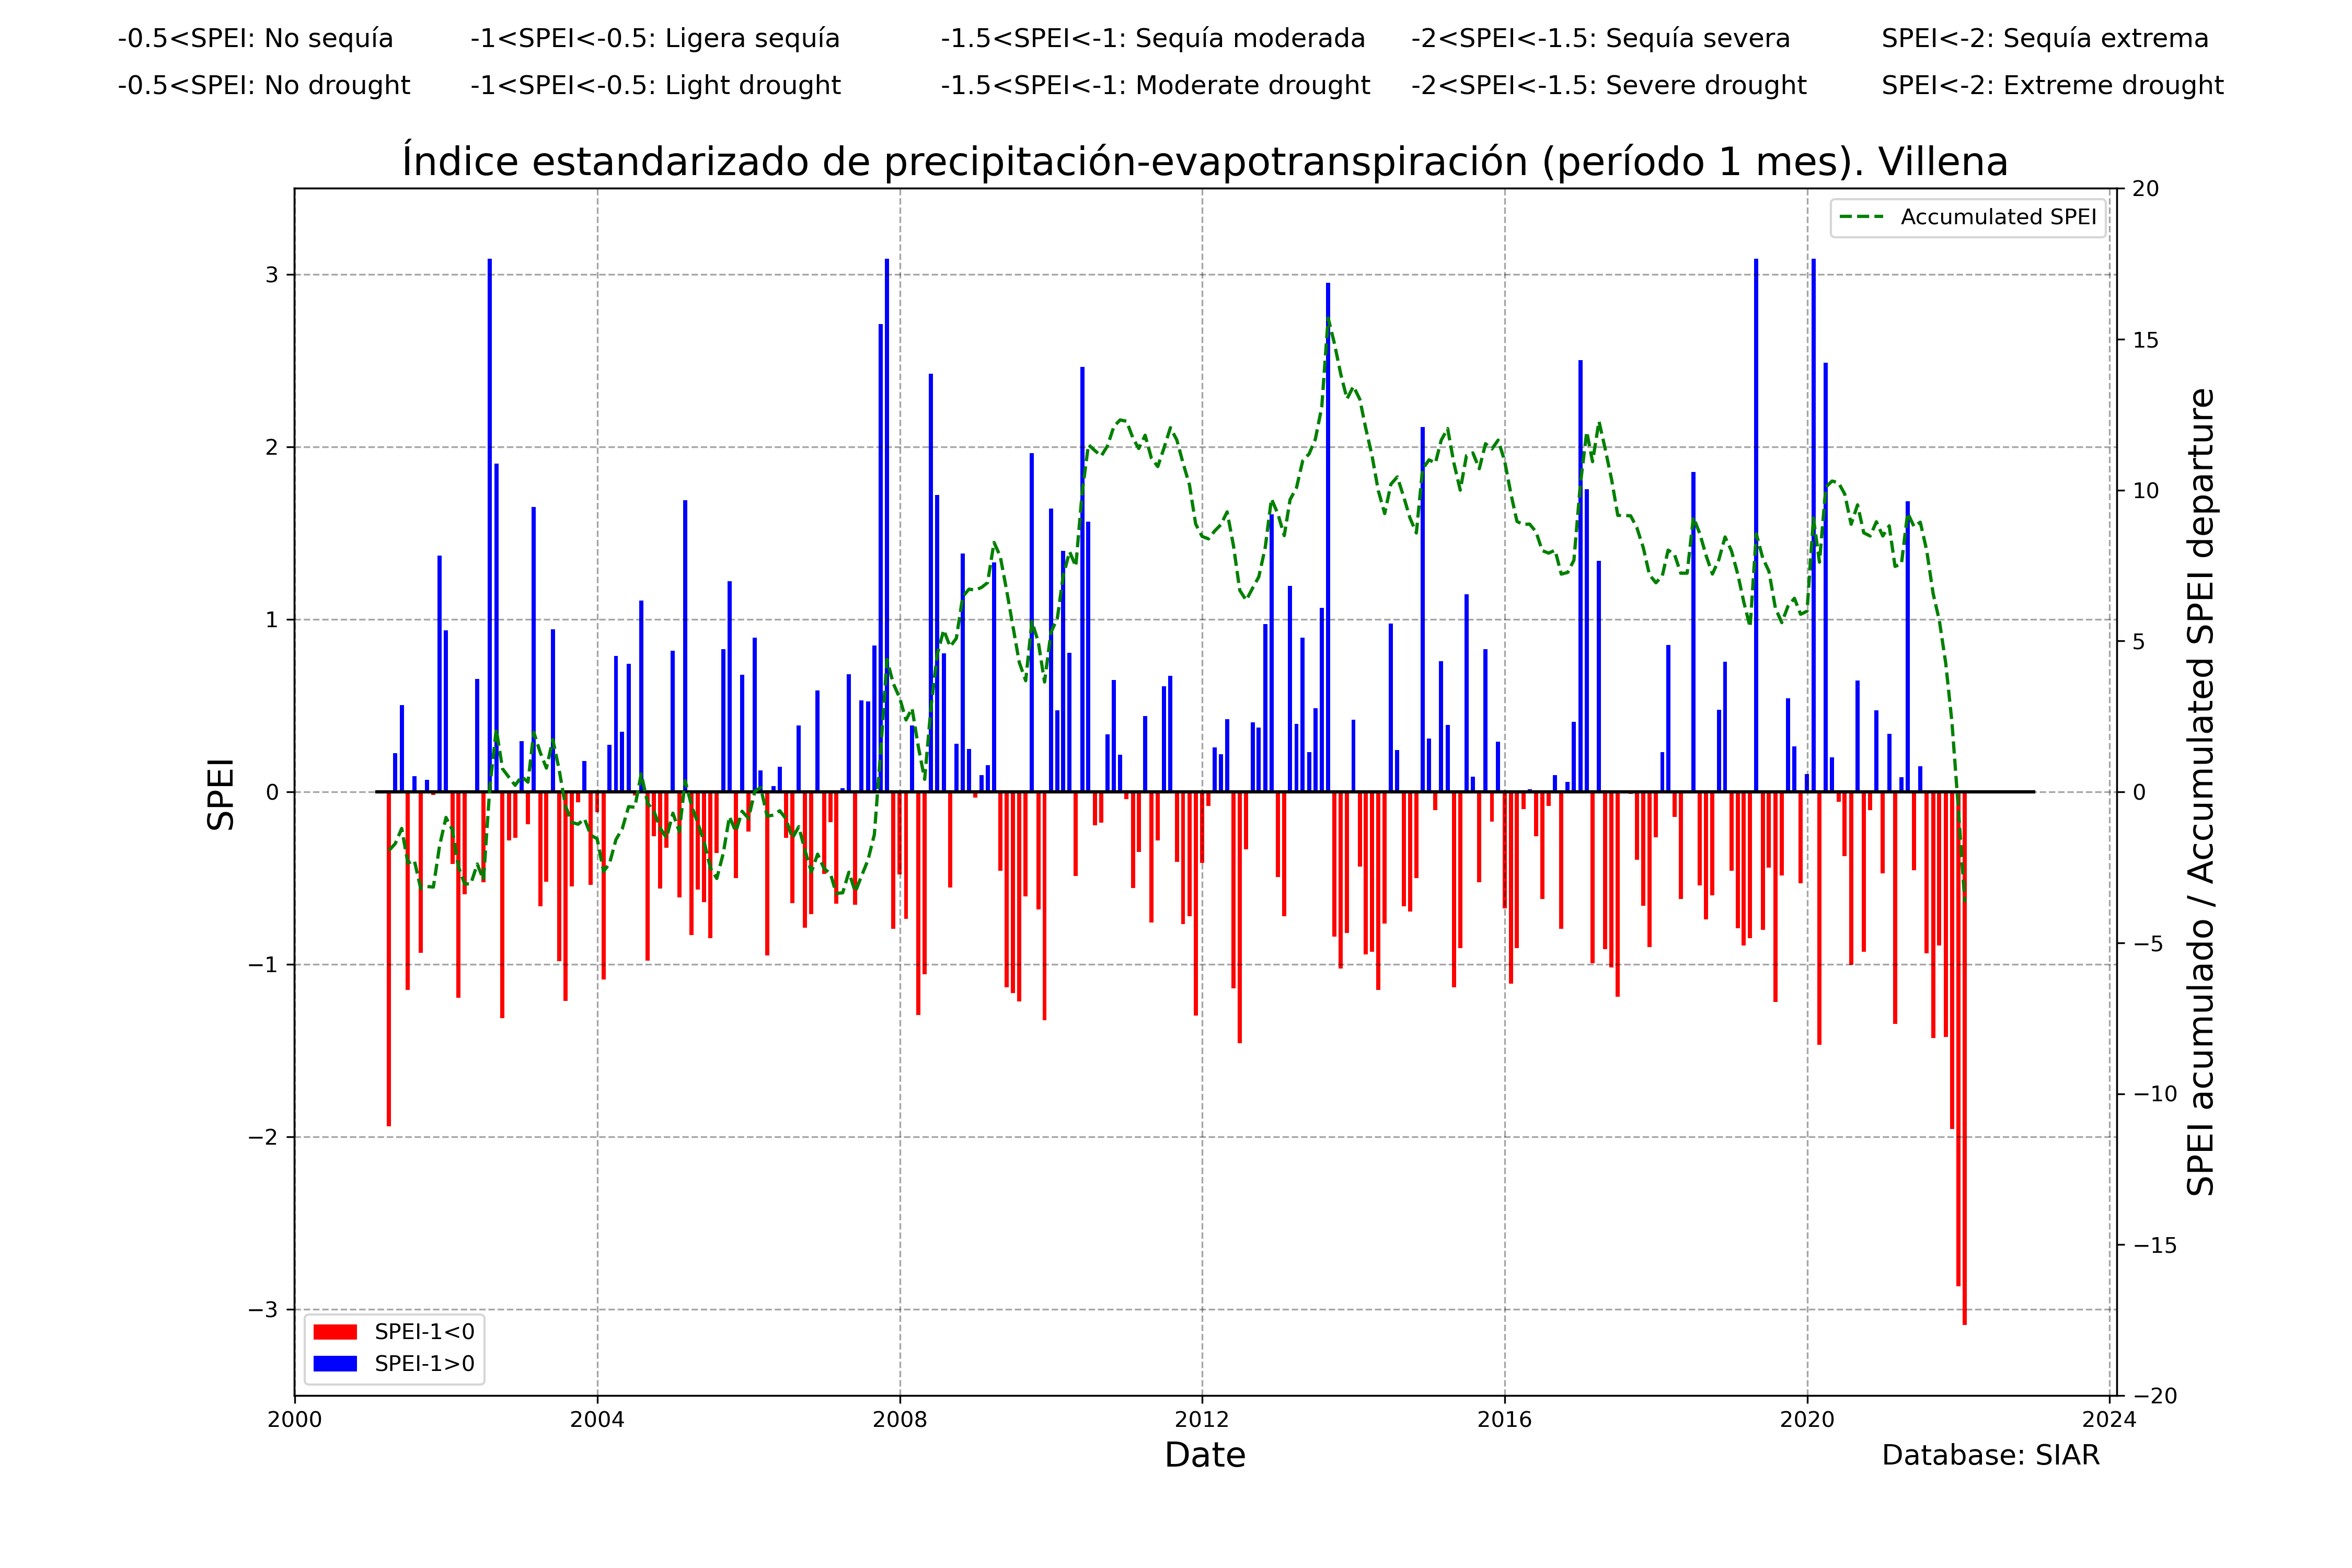 -0.5<SPEI: No sequía -1<SPEI<-0.5: Ligera sequía -1.5<SPEI<-1: Sequía moderada -2<SPEI<-1.5: Sequía severa SPEI<-2: Sequía extrema
-0.5<SPEI: No drought -1<SPEI<-0.5: Light drought -1.5<SPEI<-1: Moderate drought -2<SPEI<-1.5: Severe drought SPEI<-2: Extreme drought
Índice estandarizado de precipitación-evapotranspiración (período 1 mes). Villena
Accumulated SPEI
SPEI
3
2
1
0
−1
−2
−3
20
15
10
5
0
−5
−10
−15
−20
SPEI acumulado / Accumulated SPEI departure
SPEI-1<0
SPEI-1>0
2000 2004 2008 2012 2016 2020 2024
Date
Database: SIAR